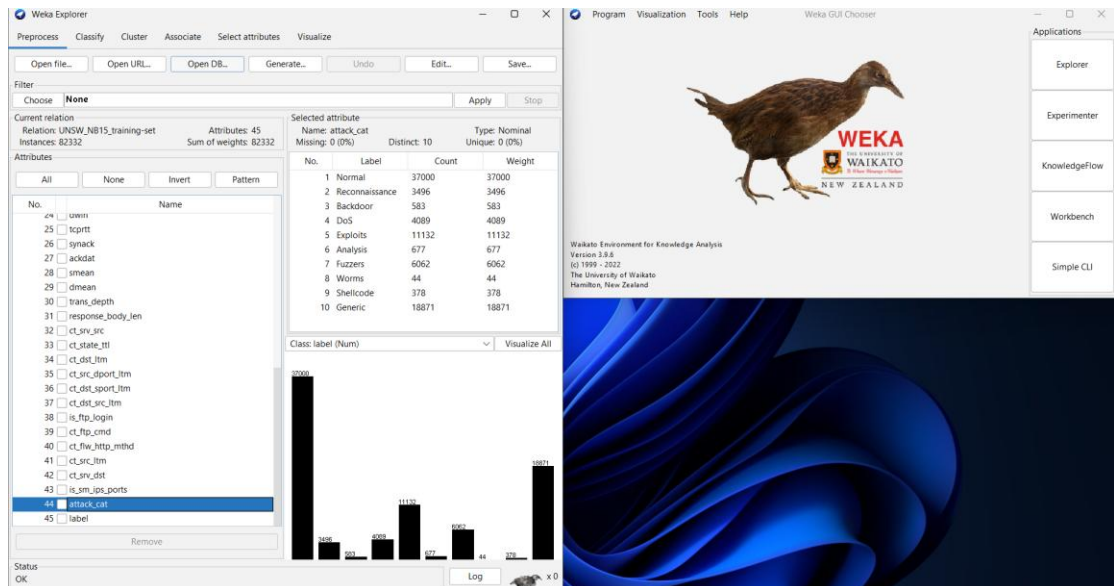 Weka Explorer
Preprocess Classify Cluster Associate Select attributes Visualize
Open file... Open URL... Open DB... Generate... Undo Edit... Save...
Filter
Choose None Apply Stop
Current relation
Relation: UNSW_NB15_training-set Attributes: 45
Instances: 82332 Sum of weights: 82332
Attributes
All None Invert Pattern
No. Name
24 dwin
25 tcprtt
26 synack
27 ackdat
28 smean
29 dmean
30 trans_depth
31 response_body_len
32 ct_srv_src
33 ct_state_ttl
34 ct_dst_ltm
35 ct_src_dport_ltm
36 ct_dst_sport_ltm
37 ct_dst_src_ltm
38 is_ftp_login
39 ct_ftp_cmd
40 ct_flw_http_mthd
41 ct_src_ltm
42 ct_srv_dst
43 is_sm_ips_ports
44 attack_cat
45 label
Remove
Status
OK
Selected attribute
Name: attack_cat Type: Nominal
Missing: 0 (0%) Distinct: 10 Unique: 0 (0%)
No. Label Count Weight
1 Normal 37000 37000
2 Reconnaissance 3496 3496
3 Backdoor 583 583
4 DoS 4089 4089
5 Exploits 11132 11132
6 Analysis 677 677
7 Fuzzers 6062 6062
8 Worms 44 44
9 Shellcode 378 378
10 Generic 18871 18871
Class: label (Num) Visualize All
37000
3496
583
4089
11132
677
6062
44
378
18871
Log x 0
Program Visualization Tools Help Weka GUI Chooser
WEKA
THE UNIVERSITY OF
WAIKATO
NEW ZEALAND
Waikato Environment for Knowledge Analysis
Version 3.9.6
(c) 1999 - 2022
The University of Waikato
Hamilton, New Zealand
Applications
Explorer
Experimenter
KnowledgeFlow
Workbench
Simple CLI